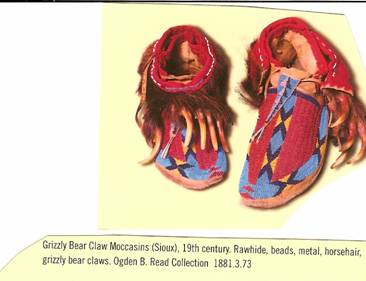 Grizzly Bear Claw Moccasins (Sioux), 19th century. Rawhide, beads, metal, horsehair,
grizzly bear claws. Ogden B. Read Collection 1881.3.73